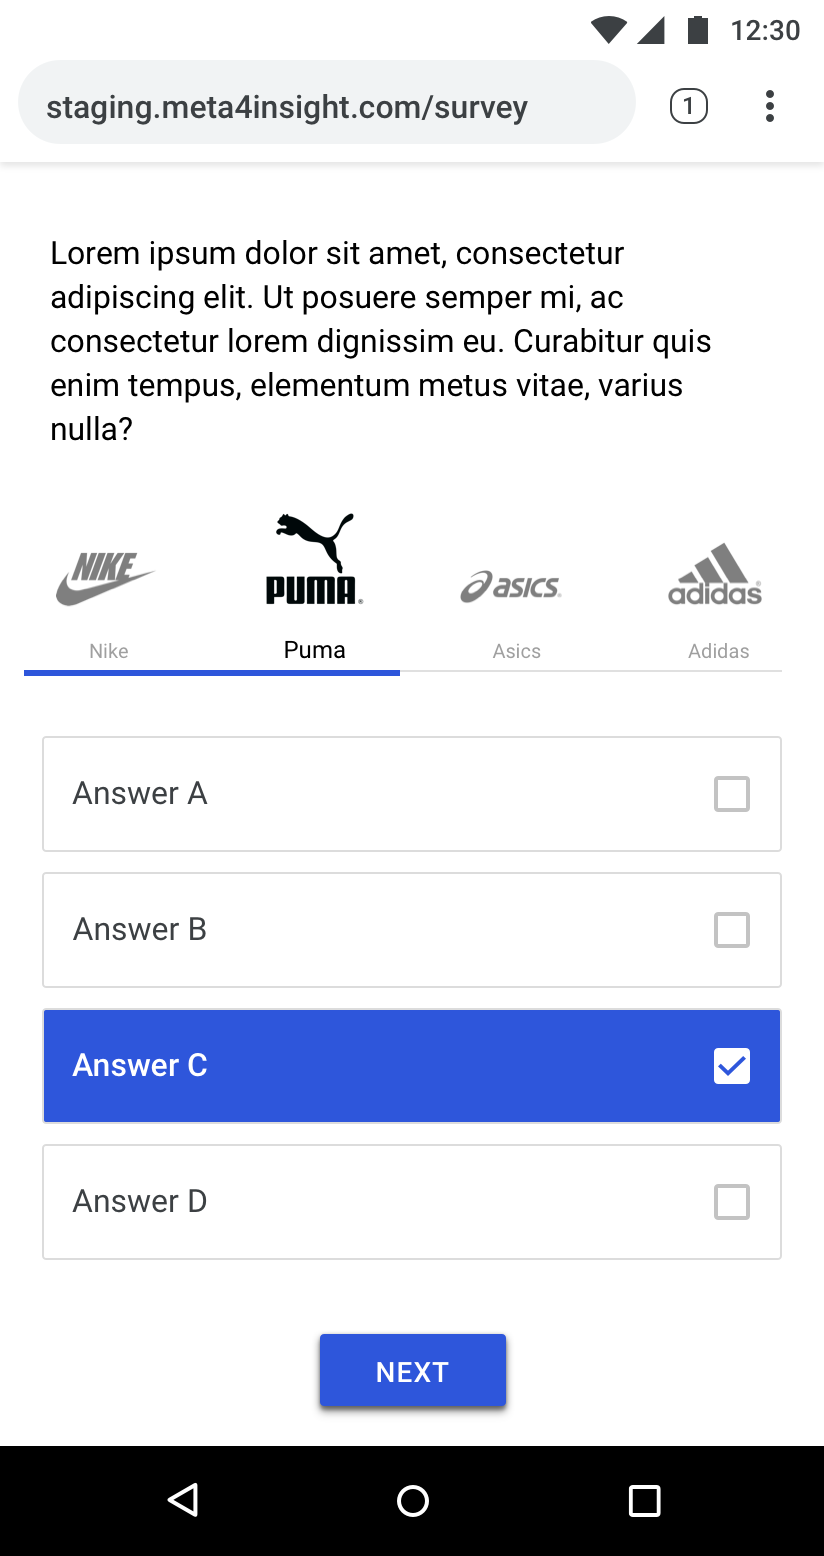 12:30
staging.meta4insight.com/survey
1
Lorem ipsum dolor sit amet, consectetur
adipiscing elit. Ut posuere semper mi, ac
consectetur lorem dignissim eu. Curabitur quis
enim tempus, elementum metus vitae, varius
nulla?
NIKE PUMA® asics® adidas®
Nike Puma Asics Adidas
Answer A
Answer B
Answer C
Answer D
NEXT